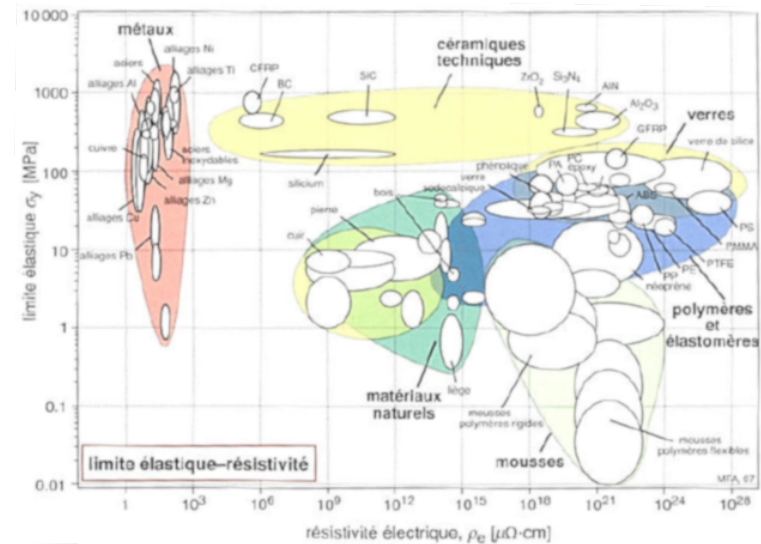 10 000
1000
100
10
1
0.1
0.01
limite élastique σy [MPa]
métaux
aciers
alliages Ni
alliages Ti
alliages Al
cuivre
aciers
inoxydables
alliages Mg
alliages Zn
alliages Cu
alliages Pb
CFRP
BC
SiC
silicium
céramiques
techniques
ZrO2
Si3N4
AlN
Al2O3
GFRP
verres
verre de silice
phénolique
PA
PC
époxy
verre
sodocalcique
bois
pierre
cuir
ABS
PS
PMMA
PTFE
PE
PP
néoprène
polymères
et
élastomères
liège
matériaux
naturels
mousses
polymères rigides
mousses
mousses
polymères flexibles
limite élastique–résistivité
MFA, 97
1
10³
10⁶
10⁹
10¹²
10¹⁵
10¹⁸
10²¹
10²⁴
10²⁸
résistivité électrique, ρe [μΩ·cm]